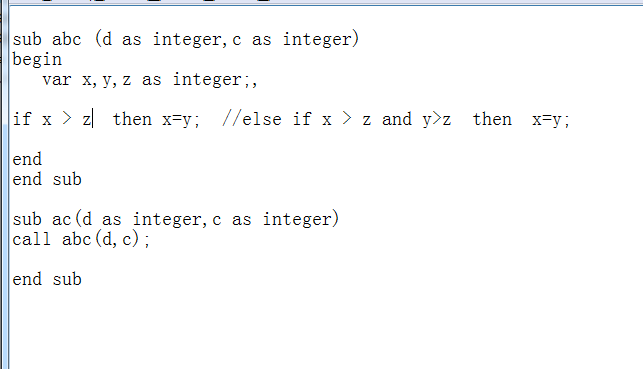 sub abc (d as integer,c as integer)
begin
var x,y,z as integer;,
if x > z then x=y; //else if x > z and y>z then x=y;
end
end sub
sub ac(d as integer,c as integer)
call abc(d,c);
end sub